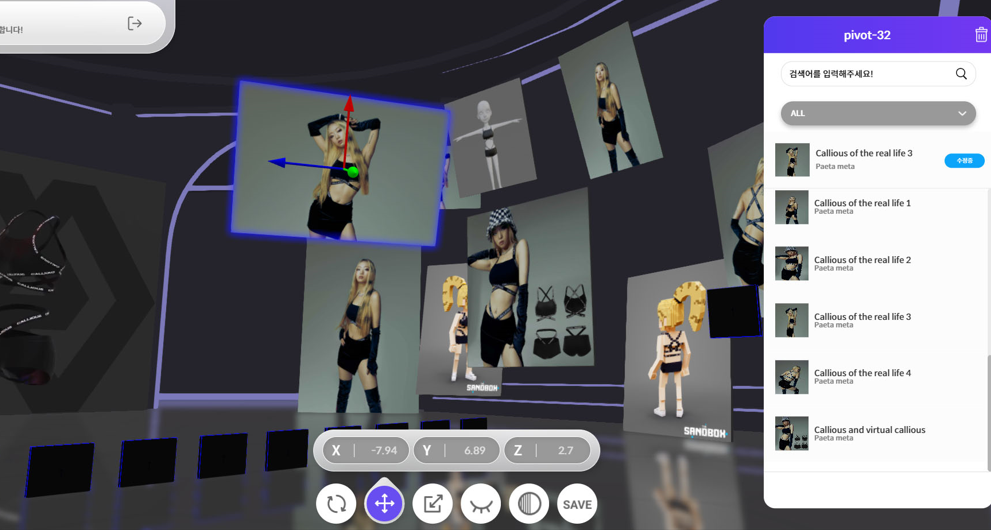 합니다!
pivot-32
검색어를 입력해주세요!
ALL
Callious of the real life 3
Paeta meta
수정중
Callious of the real life 1
Paeta meta
Callious of the real life 2
Paeta meta
Callious of the real life 3
Paeta meta
Callious of the real life 4
Paeta meta
Callious and virtual callious
Paeta meta
SANDBOX
THE
SANDBOX
X -7.94 Y 6.89 Z 2.7
SAVE